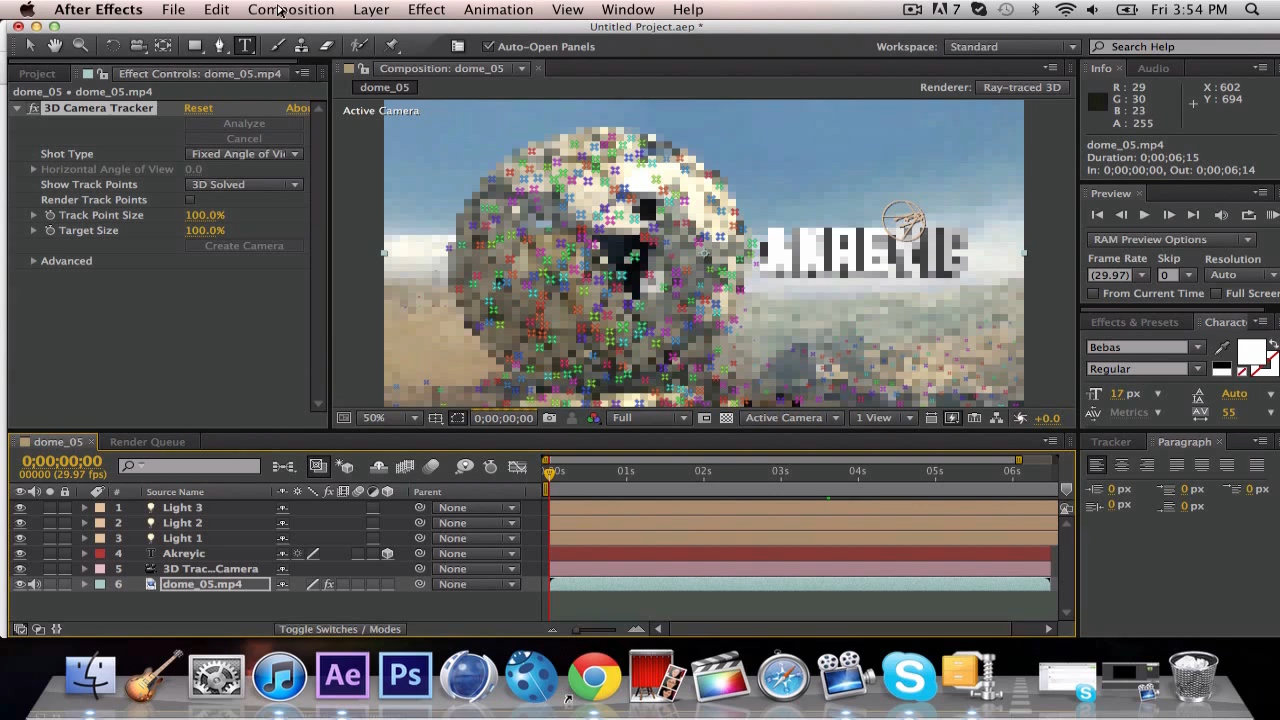 After Effects File Edit Composition Layer Effect Animation View Window Help 7 Fri 3:54 PM
Untitled Project.aep *
Auto-Open Panels Workspace: Standard Search Help
Project Effect Controls: dome_05.mp4 Composition: dome_05 Info Audio
dome_05 • dome_05.mp4 dome_05 Renderer: Ray-traced 3D R: 29 X: 602
3D Camera Tracker Reset Abou Active Camera G: 30 Y: 694
Analyze B: 23
Cancel A: 255
Shot Type Fixed Angle of Vi dome_05.mp4
Horizontal Angle of View 0.0 Duration: 0;00;06;15
Show Track Points 3D Solved In: 0;00;00;00, Out: 0;00;06;14
Render Track Points Preview
Track Point Size 100.0%
Target Size 100.0% RAM Preview Options
Create Camera Frame Rate Skip Resolution
Advanced (29.97) 0 Auto
From Current Time Full Screen
Effects & Presets Charact
Bebas
Regular
17 px Auto
Metrics 55
50% 0;00;00;00 Full Active Camera 1 View +0.0
dome_05 Render Queue Tracker Paragraph
0;00;00;00
00000 (29.97 fps) 00s 01s 02s 03s 04s 05s 06s
# Source Name Parent 0 px 0 px 0 px
1 Light 3 None 0 px 0 px
2 Light 2 None
3 Light 1 None
4 Akreyic None
5 3D Trac...Camera None
6 dome_05.mp4 None
Toggle Switches / Modes
Ae Ps